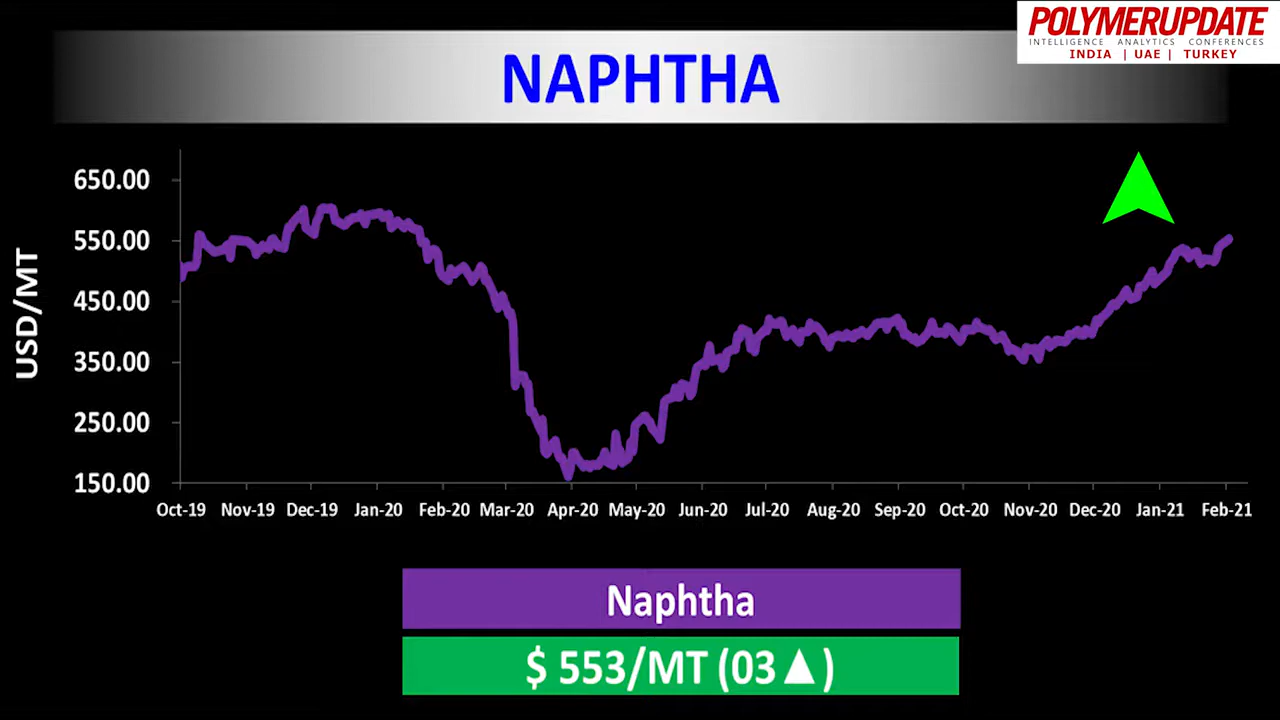 POLYMERUPDATE
INTELLIGENCE ANALYTICS CONFERENCES
INDIA | UAE | TURKEY
NAPHTHA
USD/MT
650.00
550.00
450.00
350.00
250.00
150.00
Oct-19 Nov-19 Dec-19 Jan-20 Feb-20 Mar-20 Apr-20 May-20 Jun-20 Jul-20 Aug-20 Sep-20 Oct-20 Nov-20 Dec-20 Jan-21 Feb-21
Naphtha
$ 553/MT (03▲)